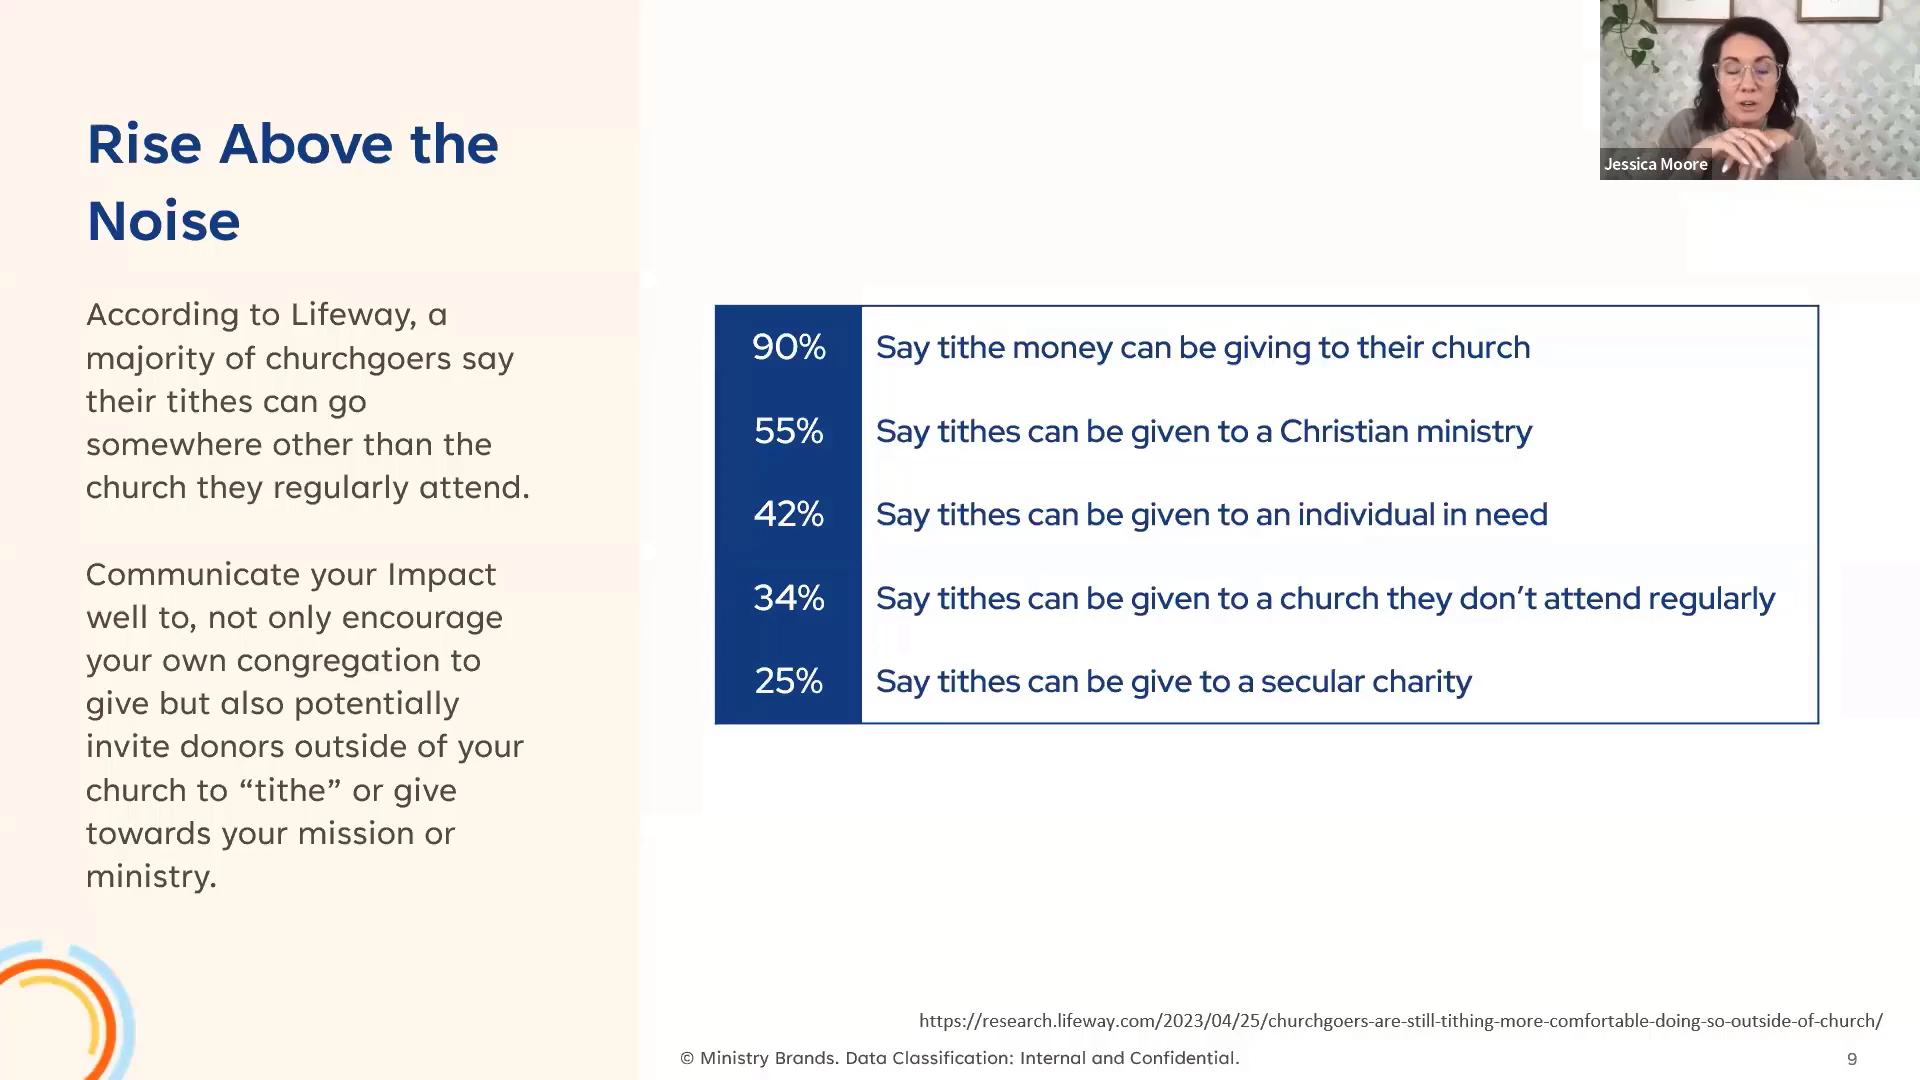 Rise Above the
Noise
According to Lifeway, a
majority of churchgoers say
their tithes can go
somewhere other than the
church they regularly attend.
Communicate your Impact
well to, not only encourage
your own congregation to
give but also potentially
invite donors outside of your
church to “tithe” or give
towards your mission or
ministry.
90% Say tithe money can be giving to their church
55% Say tithes can be given to a Christian ministry
42% Say tithes can be given to an individual in need
34% Say tithes can be given to a church they don’t attend regularly
25% Say tithes can be give to a secular charity
Jessica Moore
https://research.lifeway.com/2023/04/25/churchgoers-are-still-tithing-more-comfortable-doing-so-outside-of-church/
© Ministry Brands. Data Classification: Internal and Confidential.
9